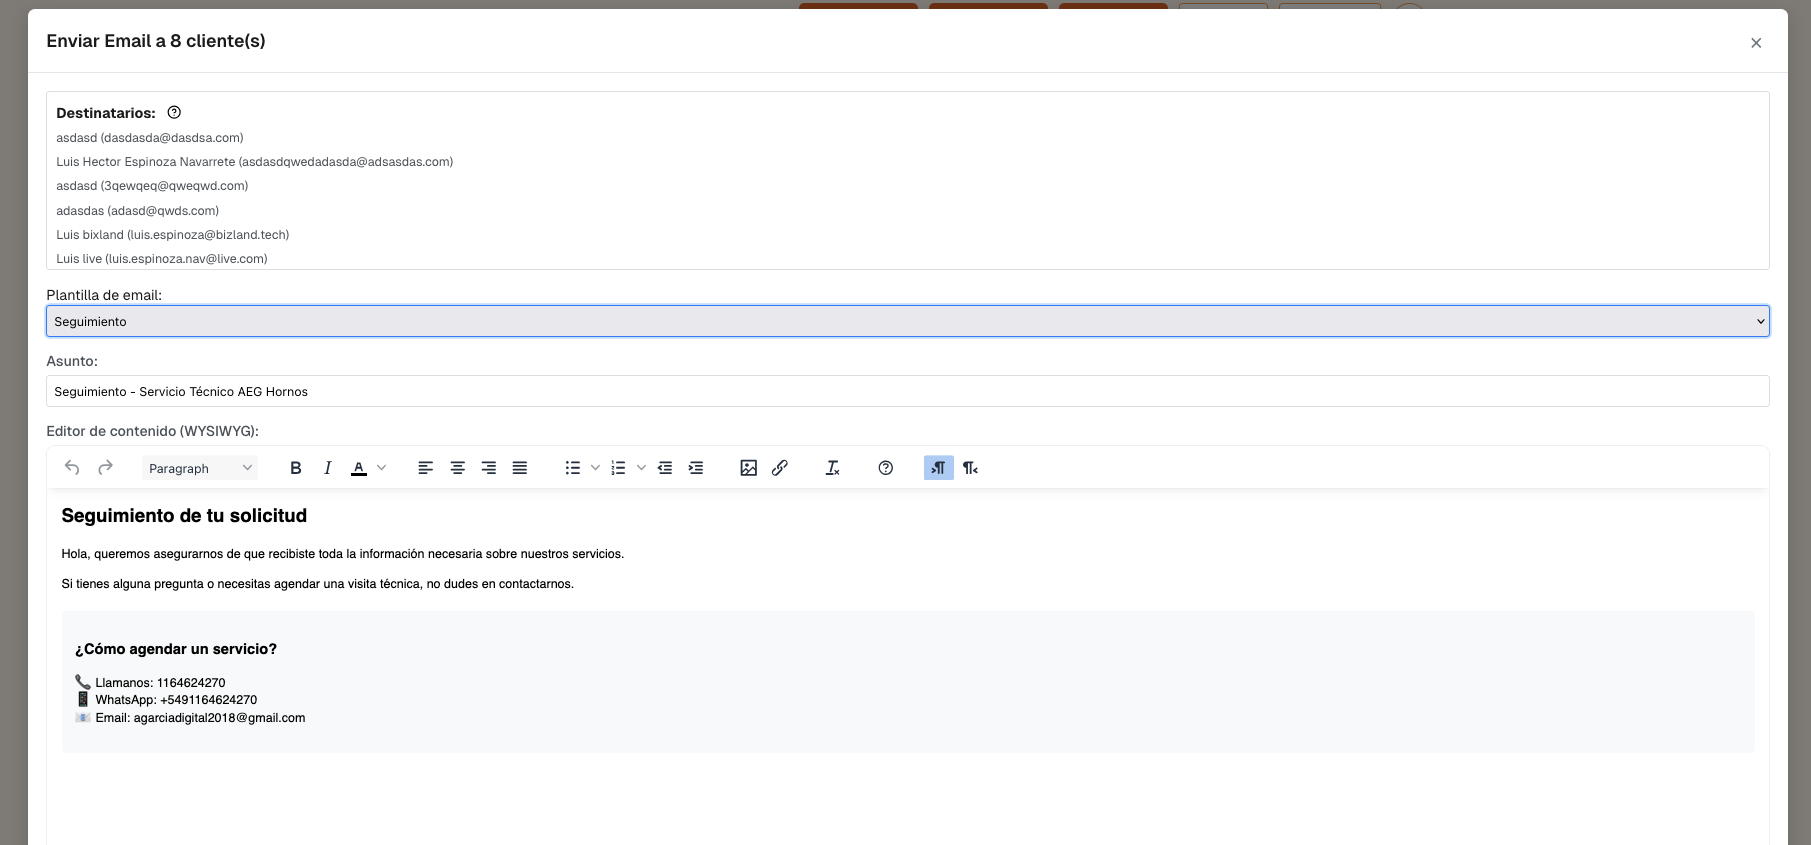 Enviar Email a 8 cliente(s)
Destinatarios:
asdasd (dasdasda@dasdsa.com)
Luis Hector Espinoza Navarrete (asdasdqwedadasda@adsasdas.com)
asdasd (3qewqeq@qweqwd.com)
adasdas (adasd@qwds.com)
Luis bixland (luis.espinoza@bizland.tech)
Luis live (luis.espinoza.nav@live.com)
Plantilla de email:
Seguimiento
Asunto:
Seguimiento - Servicio Técnico AEG Hornos
Editor de contenido (WYSIWYG):
Paragraph
Seguimiento de tu solicitud
Hola, queremos asegurarnos de que recibiste toda la información necesaria sobre nuestros servicios.
Si tienes alguna pregunta o necesitas agendar una visita técnica, no dudes en contactarnos.
¿Cómo agendar un servicio?
📞 Llamanos: 1164624270
📱 WhatsApp: +5491164624270
📧 Email: agarciadigital2018@gmail.com